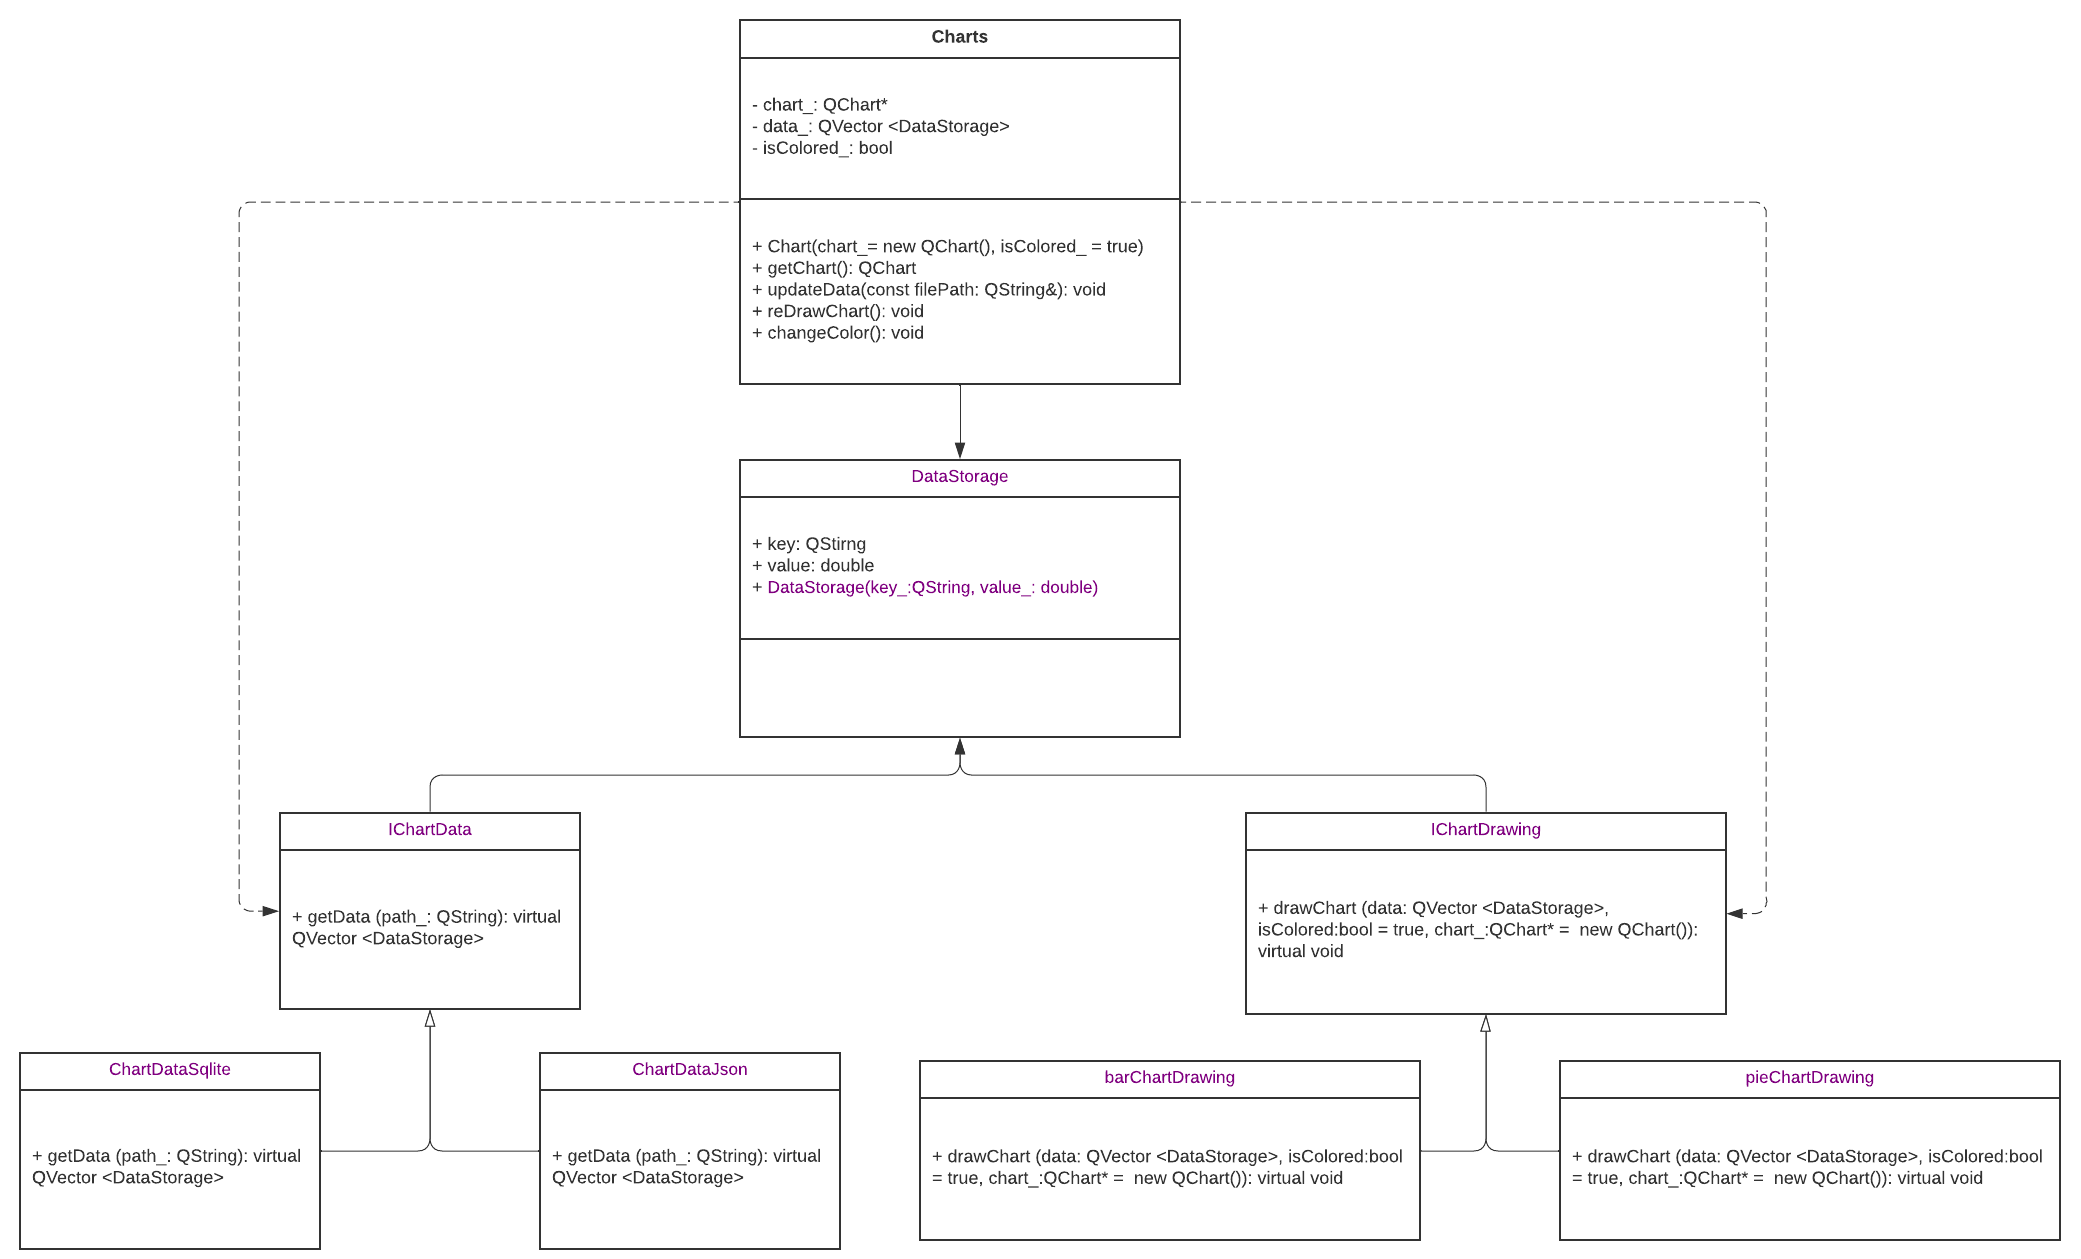 Charts
- chart_: QChart*
- data_: QVector <DataStorage>
- isColored_: bool
+ Chart(chart_= new QChart(), isColored_ = true)
+ getChart(): QChart
+ updateData(const filePath: QString&): void
+ reDrawChart(): void
+ changeColor(): void
DataStorage
+ key: QStirng
+ value: double
+ DataStorage(key_:QString, value_: double)
IChartData
+ getData (path_: QString): virtual
QVector <DataStorage>
IChartDrawing
+ drawChart (data: QVector <DataStorage>,
isColored:bool = true, chart_:QChart* =  new QChart()):
virtual void
ChartDataSqlite
+ getData (path_: QString): virtual
QVector <DataStorage>
ChartDataJson
+ getData (path_: QString): virtual
QVector <DataStorage>
barChartDrawing
+ drawChart (data: QVector <DataStorage>, isColored:bool
= true, chart_:QChart* =  new QChart()): virtual void
pieChartDrawing
+ drawChart (data: QVector <DataStorage>, isColored:bool
= true, chart_:QChart* =  new QChart()): virtual void